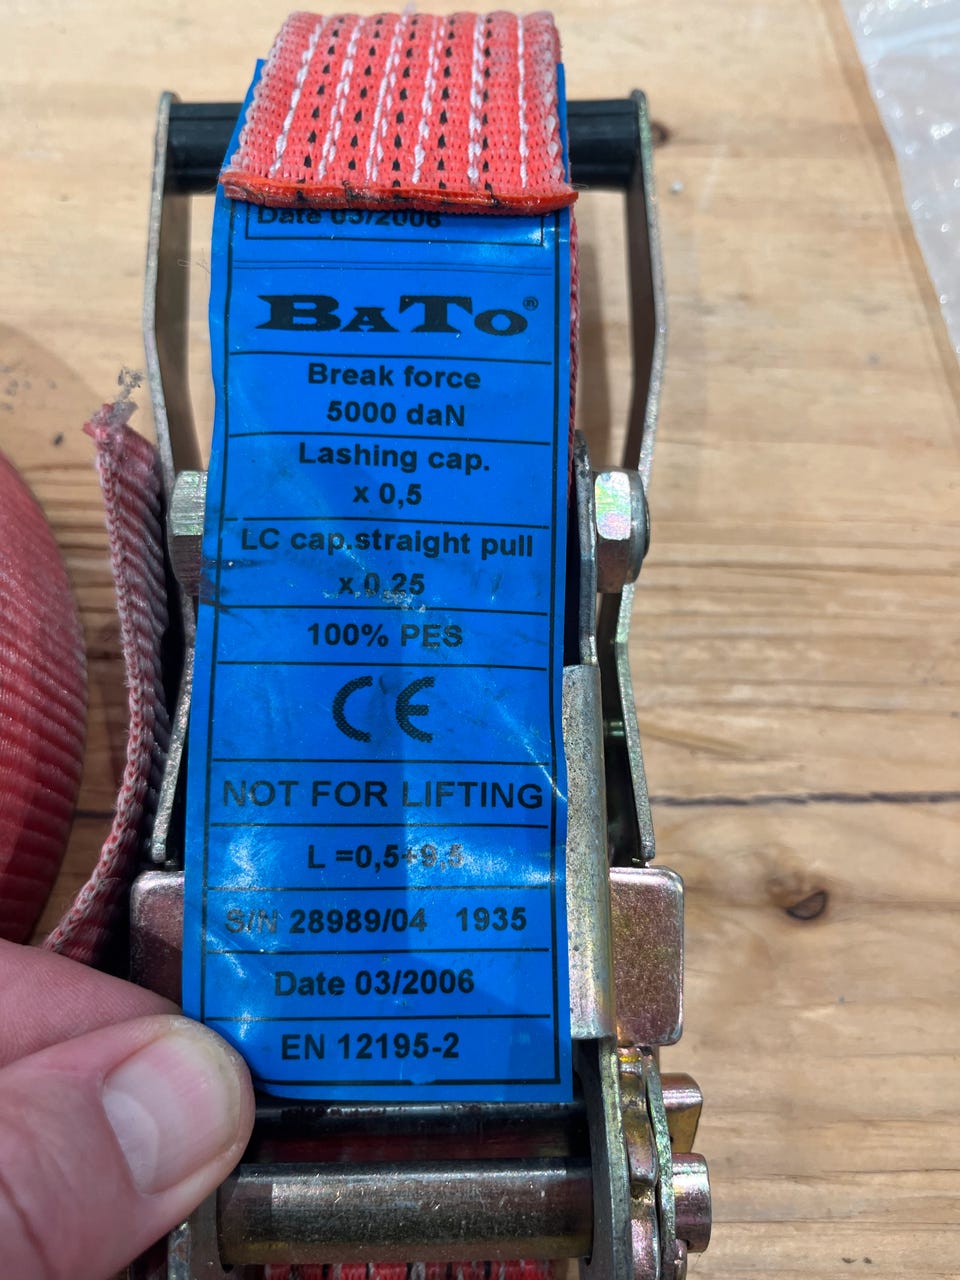 Date 03/2006
BATO®
Break force
5000 daN
Lashing cap.
x 0,5
LC cap.straight pull
x 0,25
100% PES
CE
NOT FOR LIFTING
L =0,5+9,5
S/N 28989/04 1935
Date 03/2006
EN 12195-2